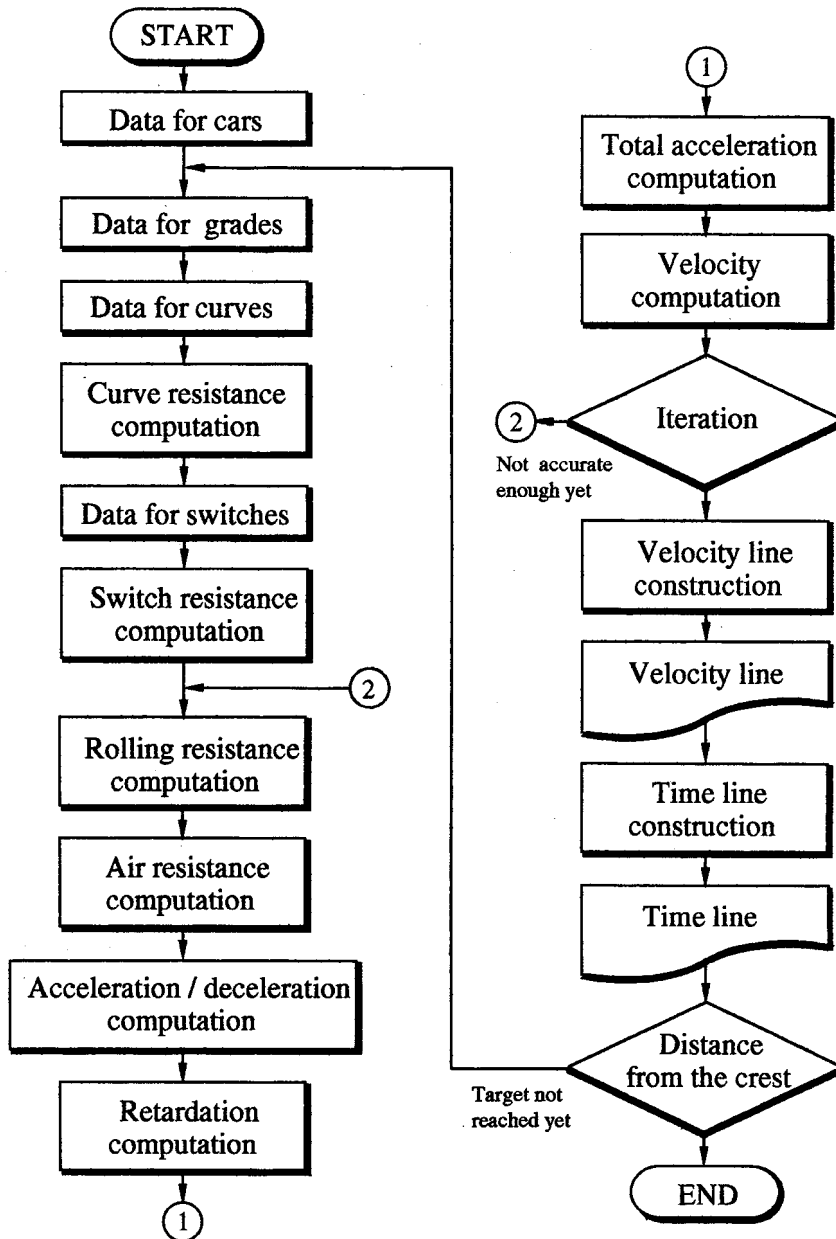 START
Data for cars
Data for grades
Data for curves
Curve resistance
computation
Data for switches
Switch resistance
computation
2
Rolling resistance
computation
Air resistance
computation
Acceleration / deceleration
computation
Retardation
computation
1
1
Total acceleration
computation
Velocity
computation
Iteration
2
Not accurate
enough yet
Velocity line
construction
Velocity line
Time line
construction
Time line
Distance
from the crest
Target not
reached yet
END